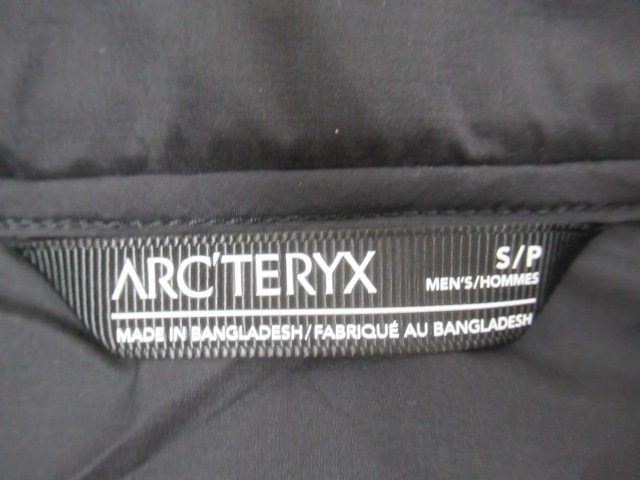 ARC'TERYX
S/P
MEN'S/HOMMES
MADE IN BANGLADESH/FABRIQUÉ AU BANGLADESH